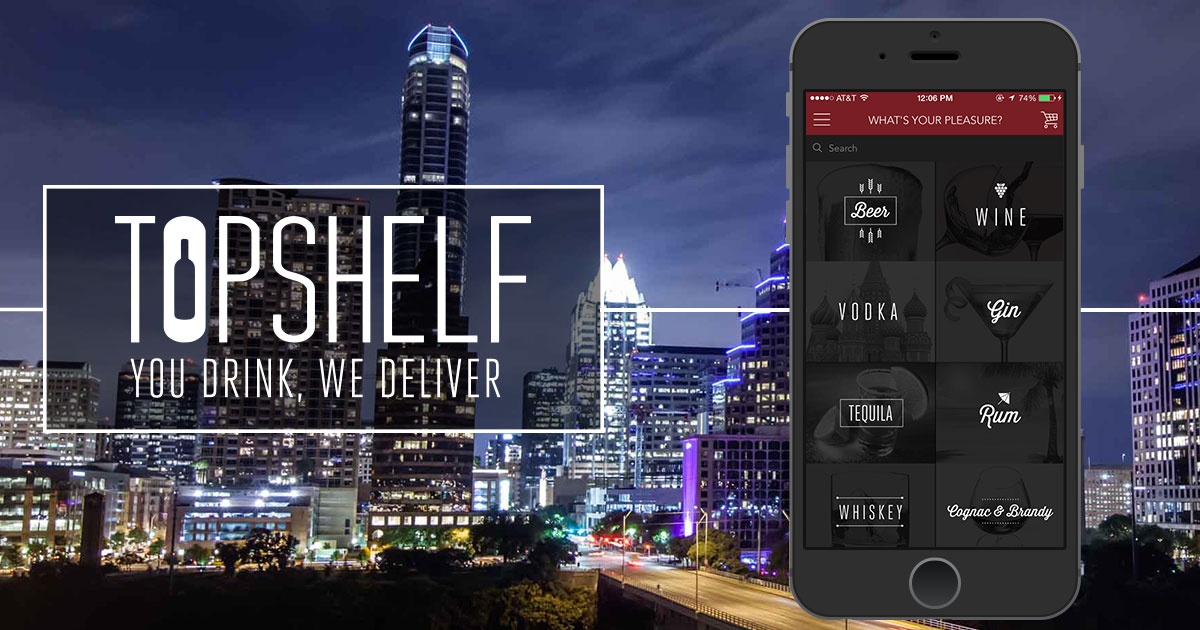 TOPSHELF
YOU DRINK, WE DELIVER
AT&T 12:06 PM 74%
WHAT'S YOUR PLEASURE?
Search
Beer
WINE
VODKA
Gin
TEQUILA
Rum
WHISKEY
Cognac & Brandy